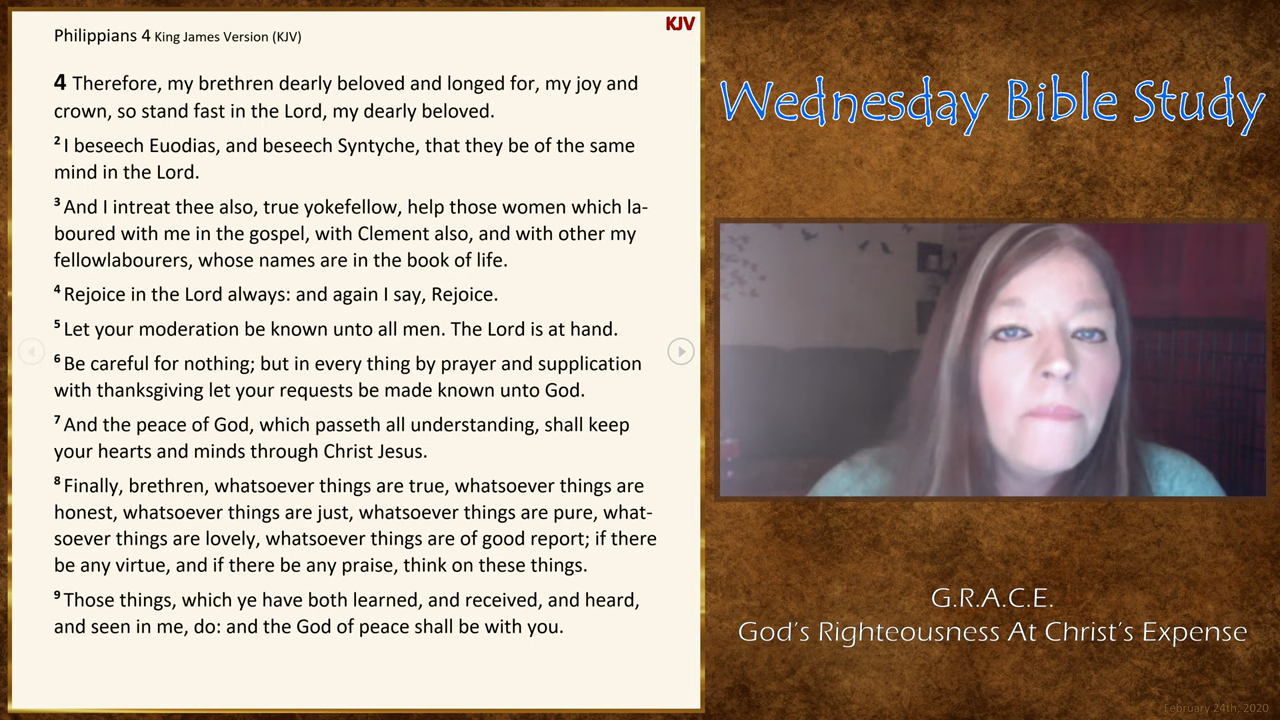 KJV
Philippians 4 King James Version (KJV)
4 Therefore, my brethren dearly beloved and longed for, my joy and
crown, so stand fast in the Lord, my dearly beloved.
2 I beseech Euodias, and beseech Syntyche, that they be of the same
mind in the Lord.
3 And I intreat thee also, true yokefellow, help those women which la-
boured with me in the gospel, with Clement also, and with other my
fellowlabourers, whose names are in the book of life.
4 Rejoice in the Lord always: and again I say, Rejoice.
5 Let your moderation be known unto all men. The Lord is at hand.
6 Be careful for nothing; but in every thing by prayer and supplication
with thanksgiving let your requests be made known unto God.
7 And the peace of God, which passeth all understanding, shall keep
your hearts and minds through Christ Jesus.
8 Finally, brethren, whatsoever things are true, whatsoever things are
honest, whatsoever things are just, whatsoever things are pure, what-
soever things are lovely, whatsoever things are of good report; if there
be any virtue, and if there be any praise, think on these things.
9 Those things, which ye have both learned, and received, and heard,
and seen in me, do: and the God of peace shall be with you.
Wednesday Bible Study
G.R.A.C.E.
God's Righteousness At Christ's Expense
February 24th, 2020